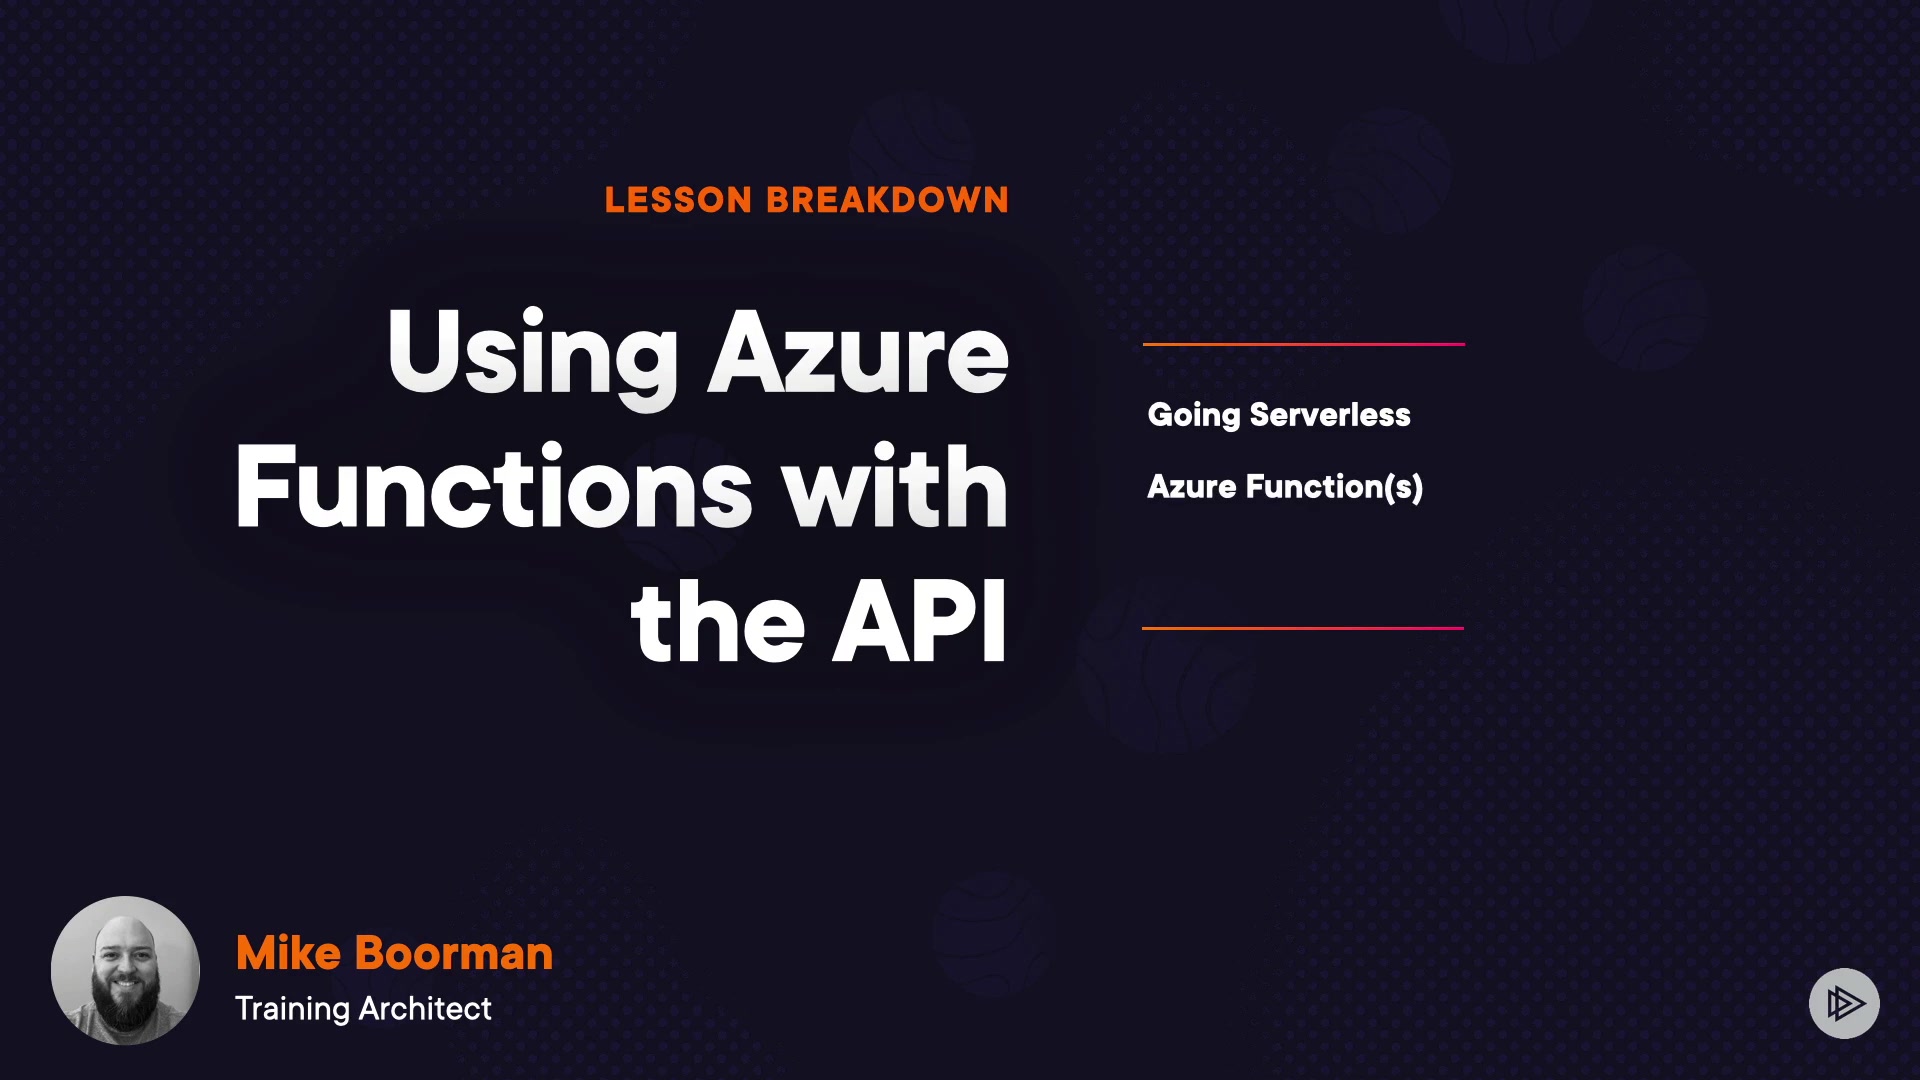 LESSON BREAKDOWN
Using Azure
Functions with
the API
Going Serverless
Azure Function(s)
Mike Boorman
Training Architect